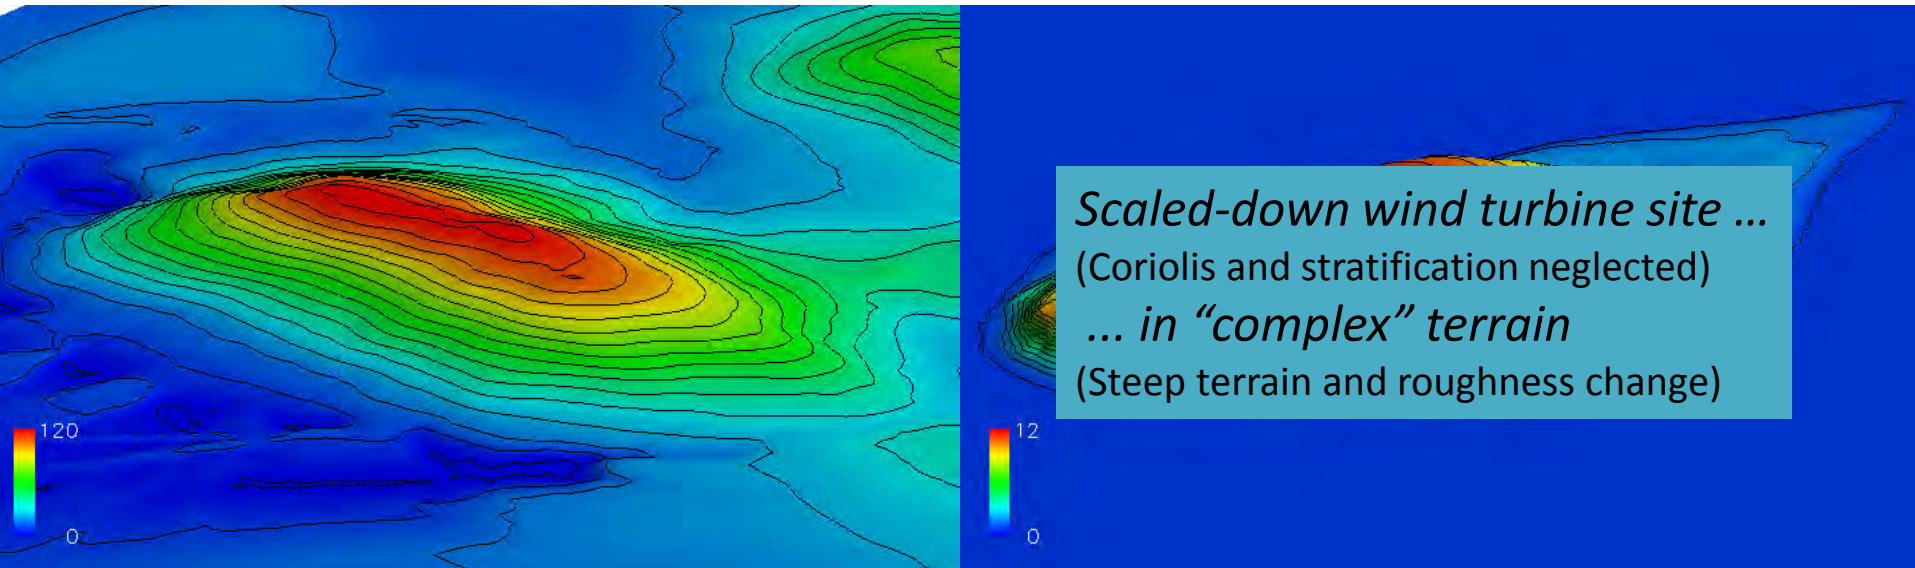 Scaled-down wind turbine site ...
(Coriolis and stratification neglected)
... in “complex” terrain
(Steep terrain and roughness change)
120
0
12
0